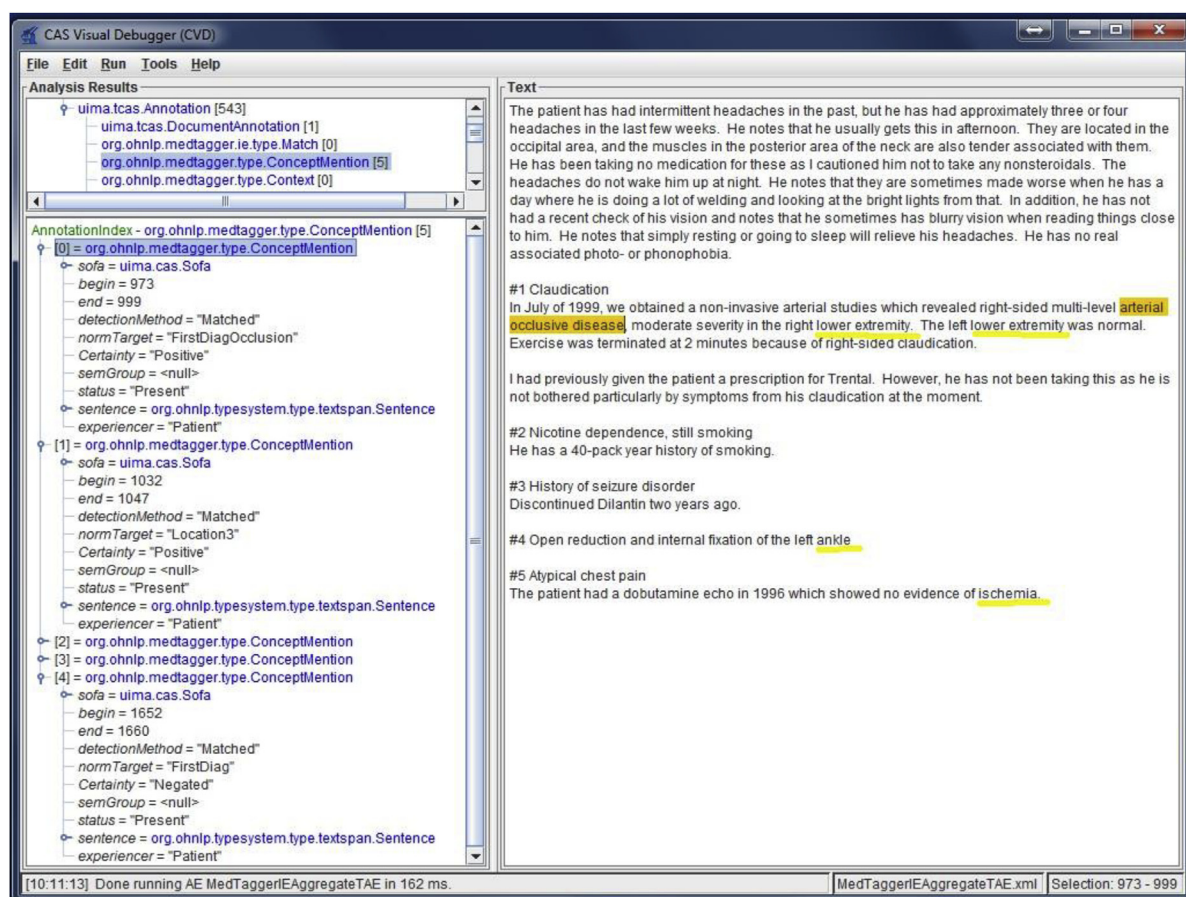 CAS Visual Debugger (CVD)
File Edit Run Tools Help
Analysis Results
uima.tcas.Annotation [543]
uima.tcas.DocumentAnnotation [1]
org.ohnlp.medtagger.ie.type.Match [0]
org.ohnlp.medtagger.type.ConceptMention [5]
org.ohnlp.medtagger.type.Context [0]
AnnotationIndex - org.ohnlp.medtagger.type.ConceptMention [5]
[0] = org.ohnlp.medtagger.type.ConceptMention
sofa = uima.cas.Sofa
begin = 973
end = 999
detectionMethod = "Matched"
normTarget = "FirstDiagOcclusion"
Certainty = "Positive"
semGroup = <null>
status = "Present"
sentence = org.ohnlp.typesystem.type.textspan.Sentence
experiencer = "Patient"
[1] = org.ohnlp.medtagger.type.ConceptMention
sofa = uima.cas.Sofa
begin = 1032
end = 1047
detectionMethod = "Matched"
normTarget = "Location3"
Certainty = "Positive"
semGroup = <null>
status = "Present"
sentence = org.ohnlp.typesystem.type.textspan.Sentence
experiencer = "Patient"
[2] = org.ohnlp.medtagger.type.ConceptMention
[3] = org.ohnlp.medtagger.type.ConceptMention
[4] = org.ohnlp.medtagger.type.ConceptMention
sofa = uima.cas.Sofa
begin = 1652
end = 1660
detectionMethod = "Matched"
normTarget = "FirstDiag"
Certainty = "Negated"
semGroup = <null>
status = "Present"
sentence = org.ohnlp.typesystem.type.textspan.Sentence
experiencer = "Patient"
Text
The patient has had intermittent headaches in the past, but he has had approximately three or four
headaches in the last few weeks. He notes that he usually gets this in afternoon. They are located in the
occipital area, and the muscles in the posterior area of the neck are also tender associated with them.
He has been taking no medication for these as I cautioned him not to take any nonsteroidals. The
headaches do not wake him up at night. He notes that they are sometimes made worse when he has a
day where he is doing a lot of welding and looking at the bright lights from that. In addition, he has not
had a recent check of his vision and notes that he sometimes has blurry vision when reading things close
to him. He notes that simply resting or going to sleep will relieve his headaches. He has no real
associated photo- or phonophobia.
#1 Claudication
In July of 1999, we obtained a non-invasive arterial studies which revealed right-sided multi-level arterial
occlusive disease, moderate severity in the right lower extremity. The left lower extremity was normal.
Exercise was terminated at 2 minutes because of right-sided claudication.
I had previously given the patient a prescription for Trental. However, he has not been taking this as he is
not bothered particularly by symptoms from his claudication at the moment.
#2 Nicotine dependence, still smoking
He has a 40-pack year history of smoking.
#3 History of seizure disorder
Discontinued Dilantin two years ago.
#4 Open reduction and internal fixation of the left ankle
#5 Atypical chest pain
The patient had a dobutamine echo in 1996 which showed no evidence of ischemia.
[10:11:13] Done running AE MedTaggerIEAggregateTAE in 162 ms.
MedTaggerIEAggregateTAE.xml
Selection: 973 - 999